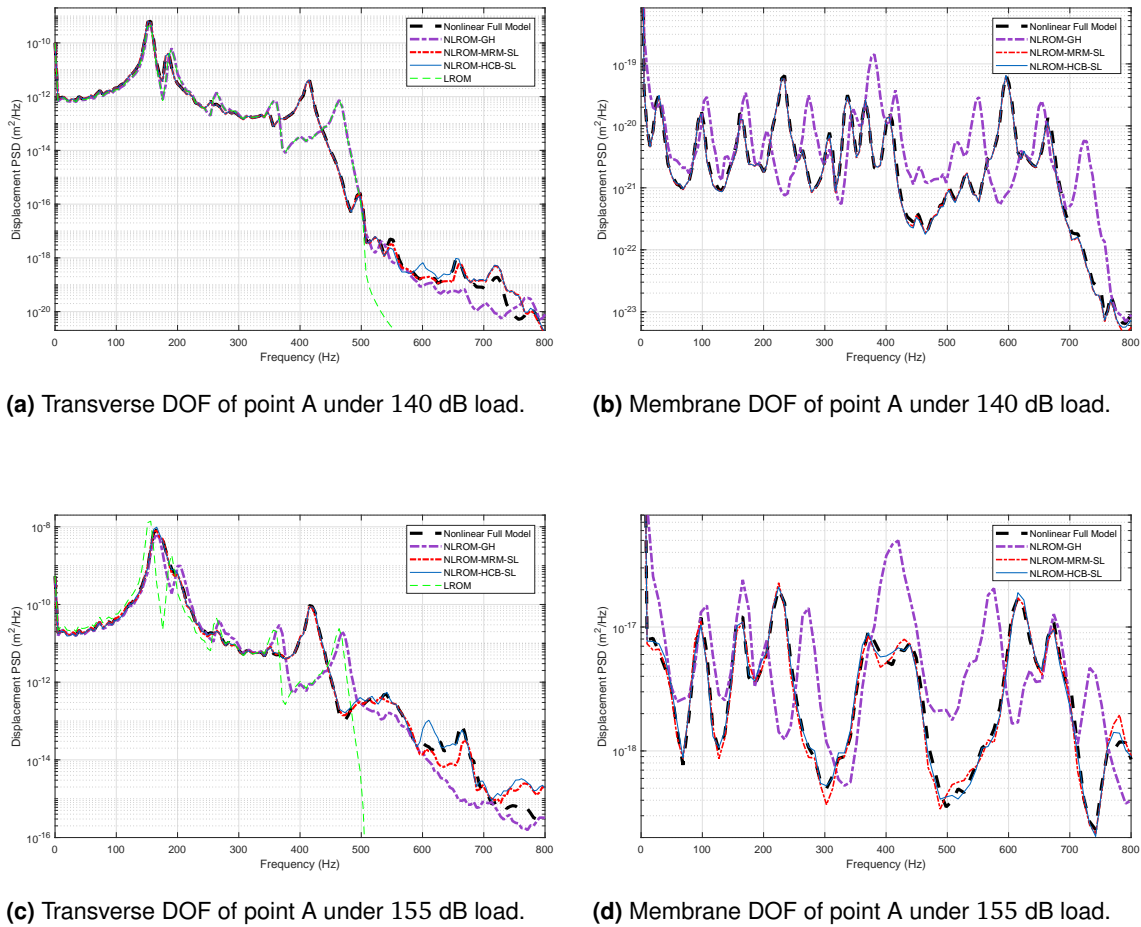 Displacement PSD (m²/Hz)
10^-10
10^-12
10^-14
10^-16
10^-18
10^-20
0 100 200 300 400 500 600 700 800
Frequency (Hz)
Nonlinear Full Model
NLROM-GH
NLROM-MRM-SL
NLROM-HCB-SL
LROM
(a) Transverse DOF of point A under 140 dB load.
Displacement PSD (m²/Hz)
10^-19
10^-20
10^-21
10^-22
10^-23
0 100 200 300 400 500 600 700 800
Frequency (Hz)
Nonlinear Full Model
NLROM-GH
NLROM-MRM-SL
NLROM-HCB-SL
(b) Membrane DOF of point A under 140 dB load.
Displacement PSD (m²/Hz)
10^-8
10^-10
10^-12
10^-14
10^-16
0 100 200 300 400 500 600 700 800
Frequency (Hz)
Nonlinear Full Model
NLROM-GH
NLROM-MRM-SL
NLROM-HCB-SL
LROM
(c) Transverse DOF of point A under 155 dB load.
Displacement PSD (m²/Hz)
10^-17
10^-18
0 100 200 300 400 500 600 700 800
Frequency (Hz)
Nonlinear Full Model
NLROM-GH
NLROM-MRM-SL
NLROM-HCB-SL
(d) Membrane DOF of point A under 155 dB load.